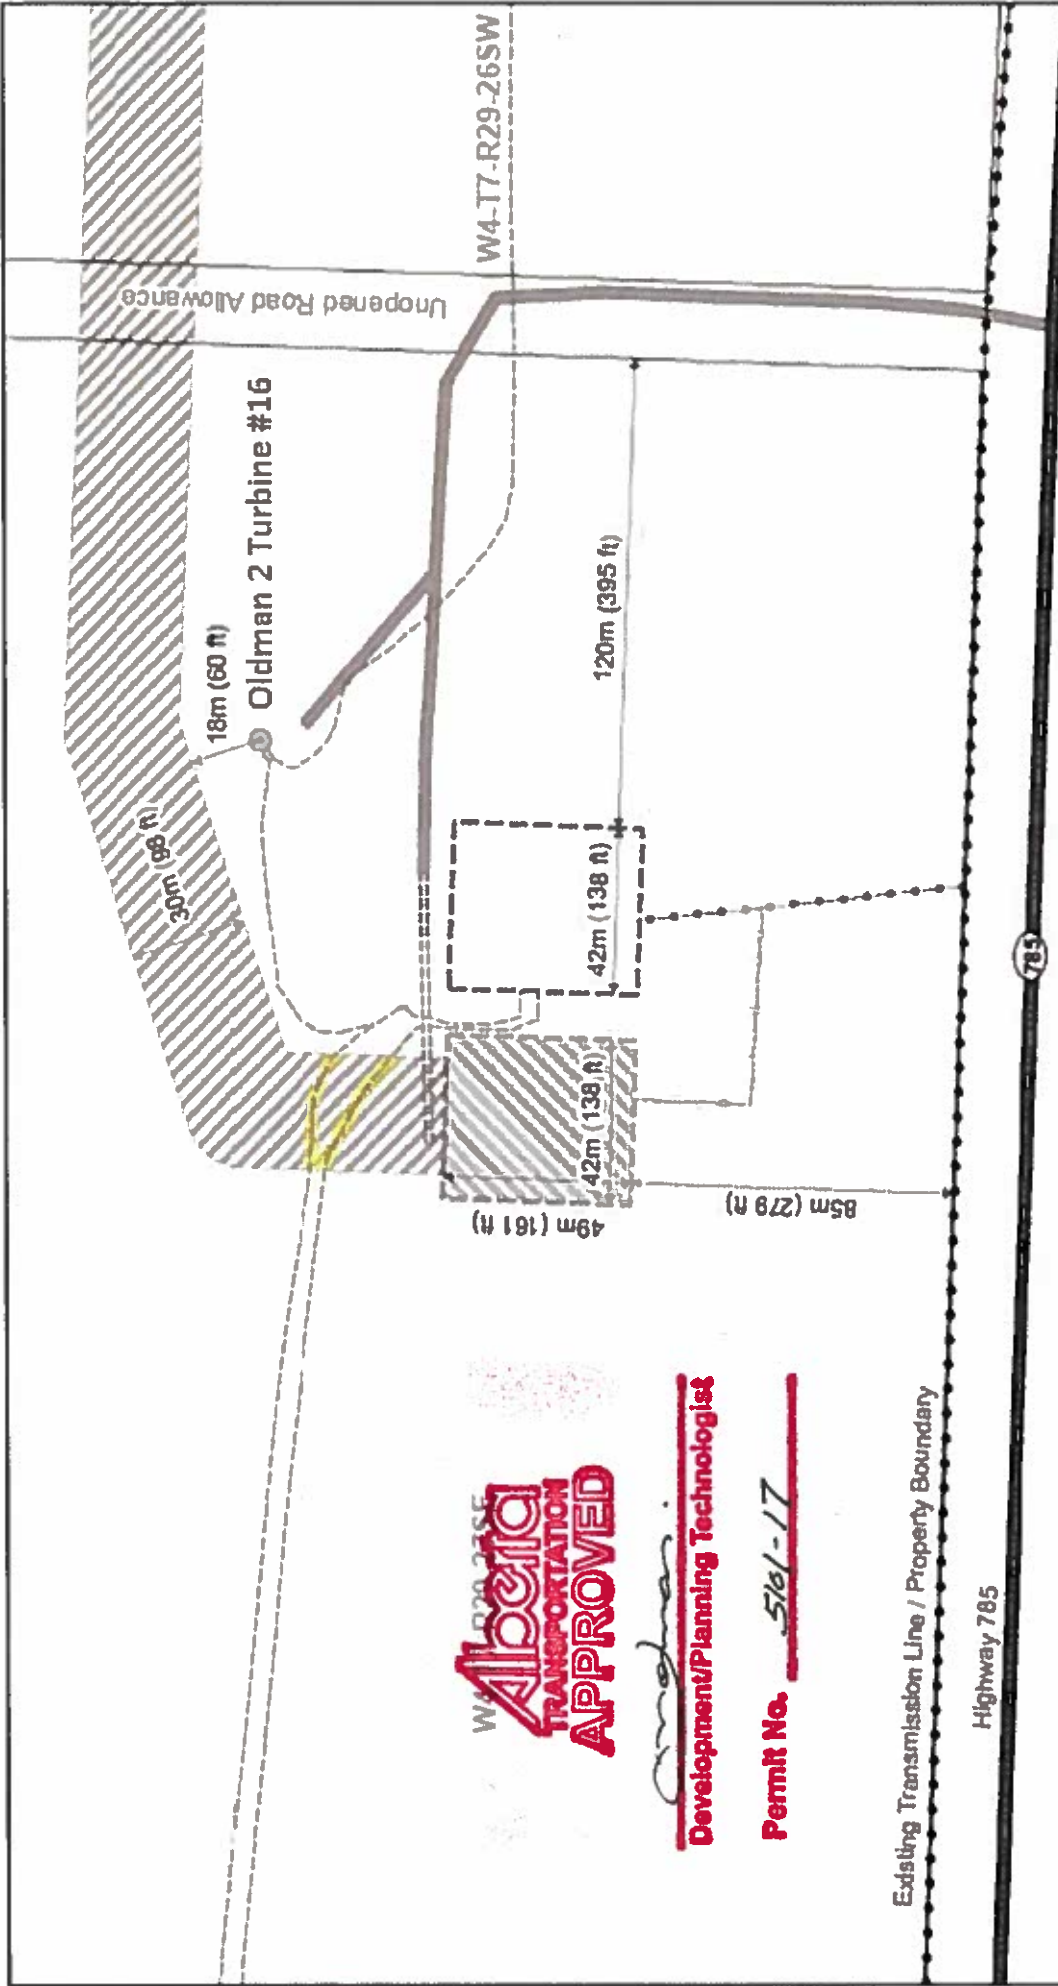 W4-T7-R29-26SW
Unopened Road Allowance
Oldman 2 Turbine #16
18m (60 ft)
30m (98 ft)
120m (395 ft)
42m (138 ft)
42m (138 ft)
49m (161 ft)
85m (279 ft)
785
Alberta
TRANSPORTATION
APPROVED
Development/Planning Technologist
Permit No. 5161-17
Existing Transmission Line / Property Boundary
Highway 785